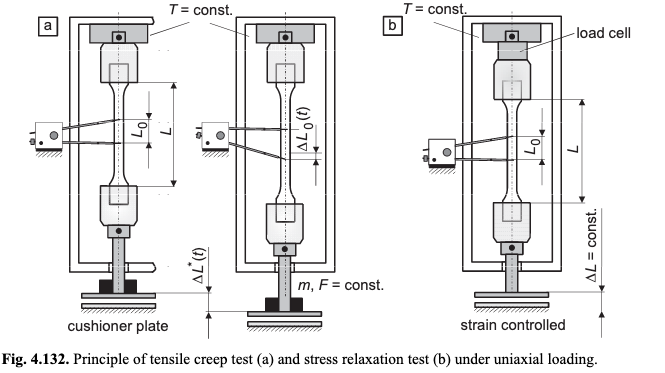 a
T = const.
b
T = const.
load cell
L₀
L
ΔL₀(t)
L₀
L
ΔL*(t)
m, F = const.
ΔL = const.
cushioner plate
strain controlled
Fig. 4.132. Principle of tensile creep test (a) and stress relaxation test (b) under uniaxial loading.